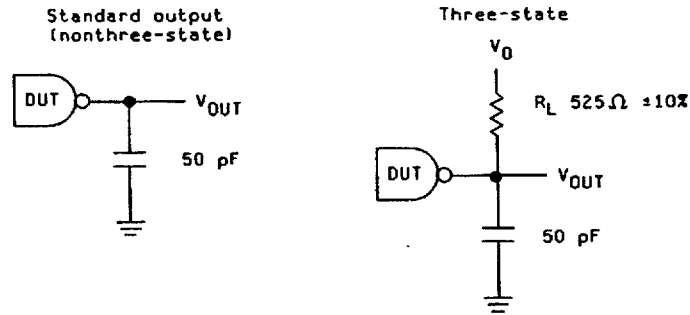 Standard output
(nonthree-state)
DUT
V_OUT
50 pF
Three-state
V_O
R_L 525Ω ±10%
DUT
V_OUT
50 pF